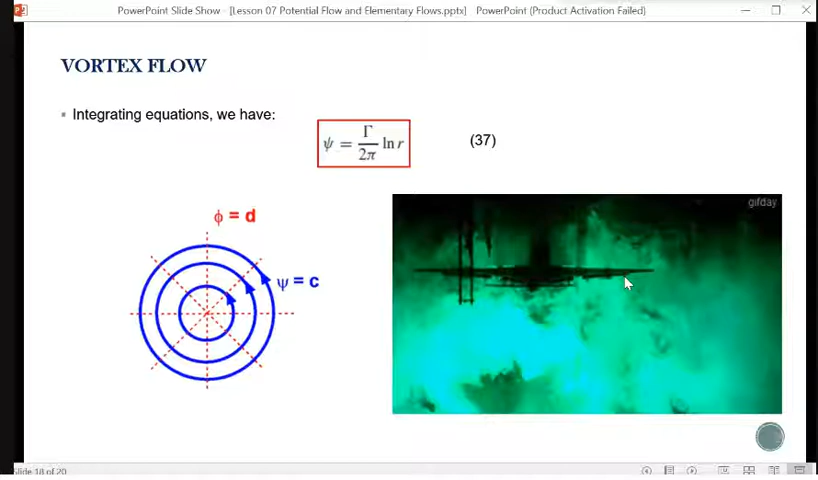 PowerPoint Slide Show - [Lesson 07 Potential Flow and Elementary Flows.pptx] PowerPoint (Product Activation Failed)
VORTEX FLOW
Integrating equations, we have:
ψ = Γ/2π ln r (37)
gifday
ϕ = d
ψ = c
Slide 18 of 20